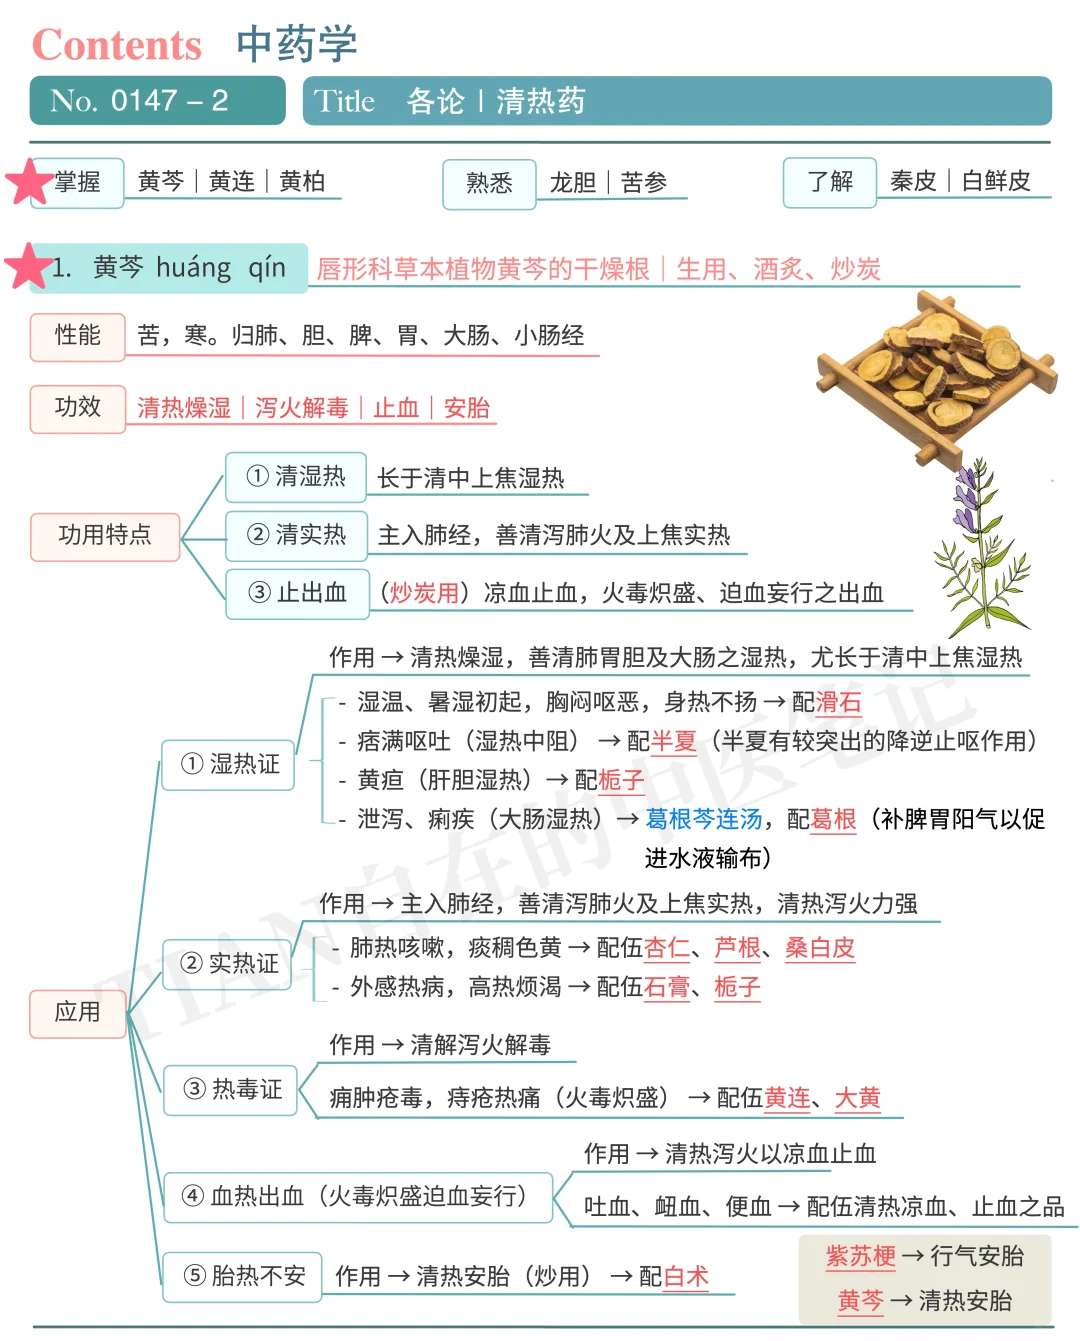 Contents 中药学
No. 0147 – 2 Title 各论 | 清热药
掌握 黄芩｜黄连｜黄柏 熟悉 龙胆｜苦参 了解 秦皮｜白鲜皮
1. 黄芩 huáng qín 唇形科草本植物黄芩的干燥根｜生用、酒炙、炒炭
性能 苦，寒。归肺、胆、脾、胃、大肠、小肠经
功效 清热燥湿｜泻火解毒｜止血｜安胎
功用特点
① 清湿热 长于清中上焦湿热
② 清实热 主入肺经，善清泻肺火及上焦实热
③ 止出血 （炒炭用）凉血止血，火毒炽盛、迫血妄行之出血
应用
① 湿热证
作用 → 清热燥湿，善清肺胃胆及大肠之湿热，尤长于清中上焦湿热
- 湿温、暑湿初起，胸闷呕恶，身热不扬 → 配滑石
- 痞满呕吐（湿热中阻） → 配半夏（半夏有较突出的降逆止呕作用）
- 黄疸（肝胆湿热）→ 配栀子
- 泄泻、痢疾（大肠湿热）→ 葛根芩连汤，配葛根（补脾胃阳气以促
进水液输布）
② 实热证
作用 → 主入肺经，善清泻肺火及上焦实热，清热泻火力强
- 肺热咳嗽，痰稠色黄 → 配伍杏仁、芦根、桑白皮
- 外感热病，高热烦渴 → 配伍石膏、栀子
③ 热毒证
作用 → 清解泻火解毒
痈肿疮毒，痔疮热痛（火毒炽盛） → 配伍黄连、大黄
④ 血热出血（火毒炽盛迫血妄行）
作用 → 清热泻火以凉血止血
吐血、衄血、便血 → 配伍清热凉血、止血之品
⑤ 胎热不安 作用 → 清热安胎（炒用） → 配白术
紫苏梗 → 行气安胎
黄芩 → 清热安胎
TIAN自在的中医笔记